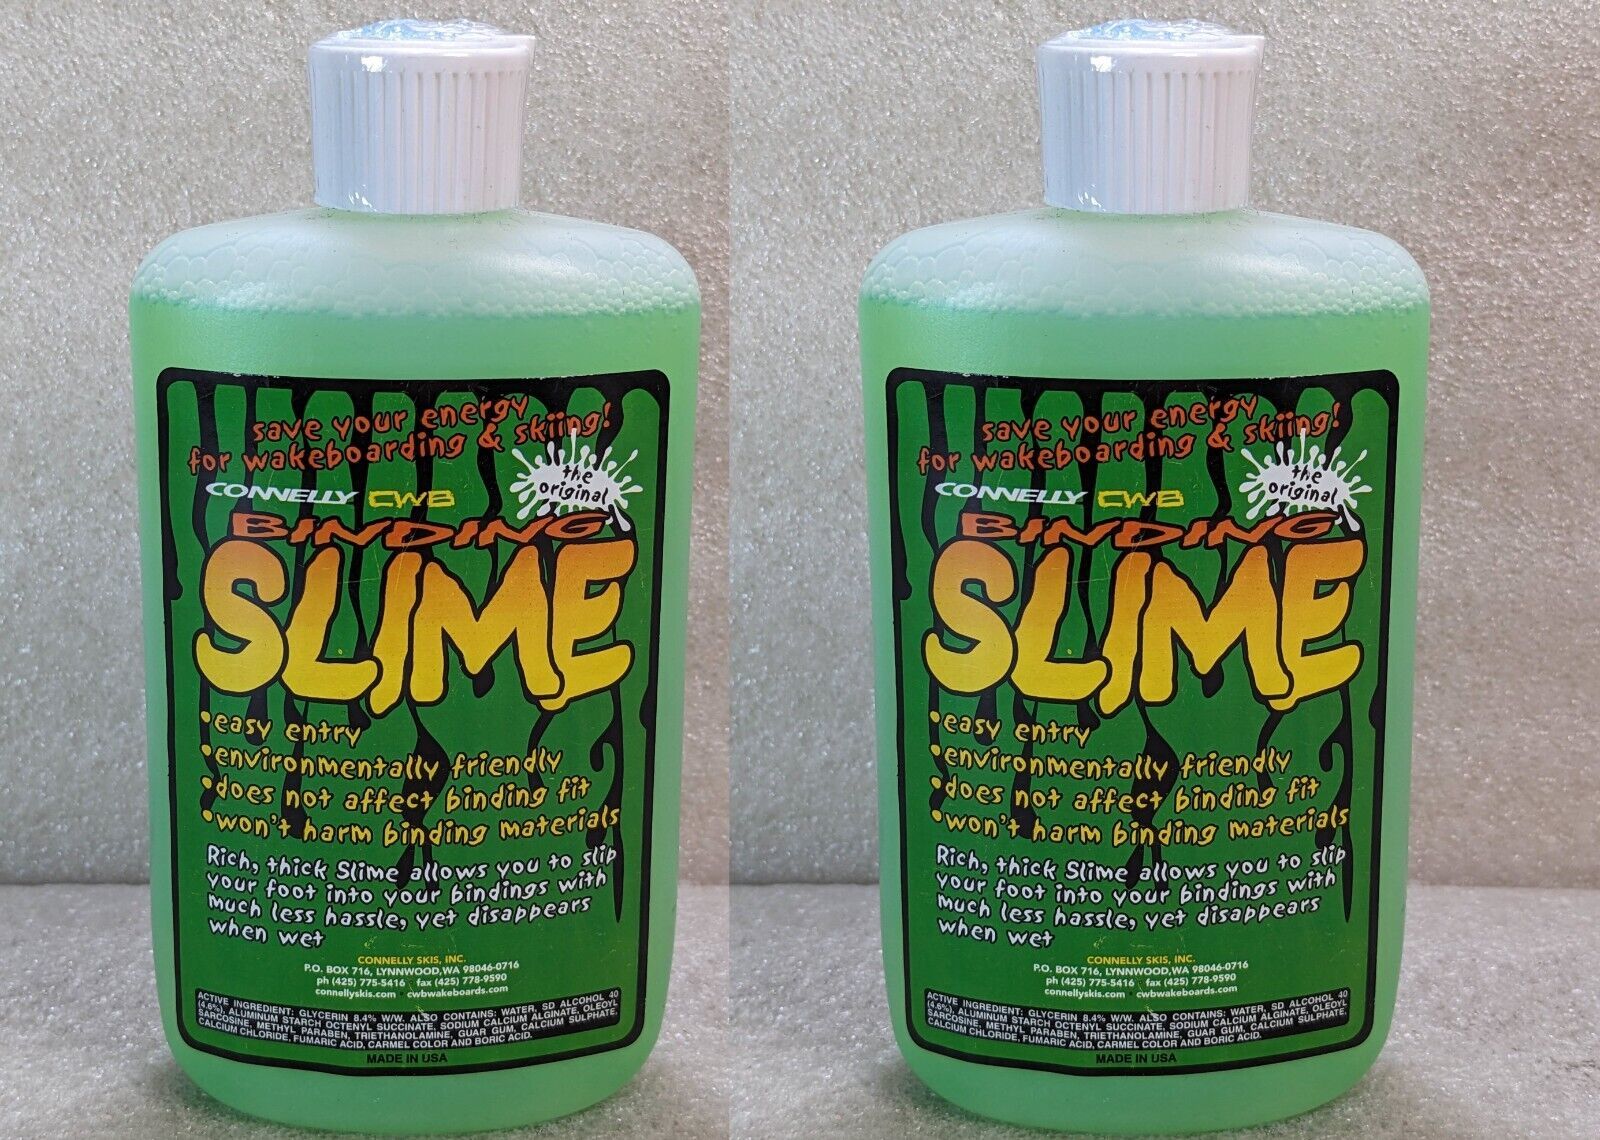 save your energy
for wakeboarding & skiing!
the
original
CONNELLY CWB
BINDING
SLIME
•easy entry
•environmentally friendly
•does not affect binding fit
•won't harm binding materials
Rich, thick Slime allows you to slip
your foot into your bindings with
much less hassle, yet disappears
when wet
CONNELLY SKIS, INC.
P.O. BOX 716, LYNNWOOD, WA 98046-0716
ph (425) 775-5416 fax (425) 778-9590
connellyskis.com • cwbwakeboards.com
ACTIVE INGREDIENT: GLYCERIN 8.4% W/W. ALSO CONTAINS: WATER, SD ALCOHOL 40
(4.6%), ALUMINUM STARCH OCTENYL SUCCINATE, SODIUM CALCIUM ALGINATE, OLEOYL
SARCOSINE, METHYL PARABEN, TRIETHANOLAMINE, GUAR GUM, CALCIUM SULPHATE,
CALCIUM CHLORIDE, FUMARIC ACID, CARMEL COLOR AND BORIC ACID.
MADE IN USA
save your energy
for wakeboarding & skiing!
the
original
CONNELLY CWB
BINDING
SLIME
•easy entry
•environmentally friendly
•does not affect binding fit
•won't harm binding materials
Rich, thick Slime allows you to slip
your foot into your bindings with
much less hassle, yet disappears
when wet
CONNELLY SKIS, INC.
P.O. BOX 716, LYNNWOOD, WA 98046-0716
ph (425) 775-5416 fax (425) 778-9590
connellyskis.com • cwbwakeboards.com
ACTIVE INGREDIENT: GLYCERIN 8.4% W/W. ALSO CONTAINS: WATER, SD ALCOHOL 40
(4.6%), ALUMINUM STARCH OCTENYL SUCCINATE, SODIUM CALCIUM ALGINATE, OLEOYL
SARCOSINE, METHYL PARABEN, TRIETHANOLAMINE, GUAR GUM, CALCIUM SULPHATE,
CALCIUM CHLORIDE, FUMARIC ACID, CARMEL COLOR AND BORIC ACID.
MADE IN USA